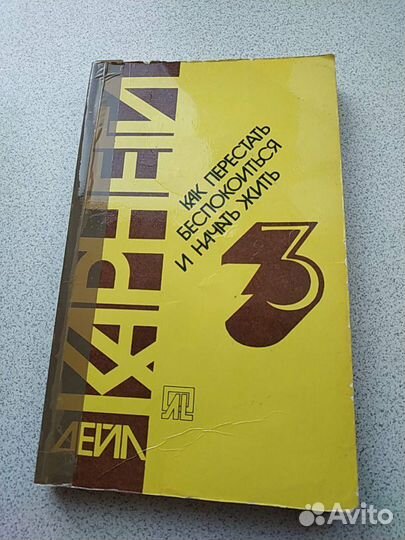 ДЕЙЛ
КАРНЕГИ
КАК ПЕРЕСТАТЬ
БЕСПОКОИТЬСЯ
И НАЧАТЬ ЖИТЬ
3
Avito